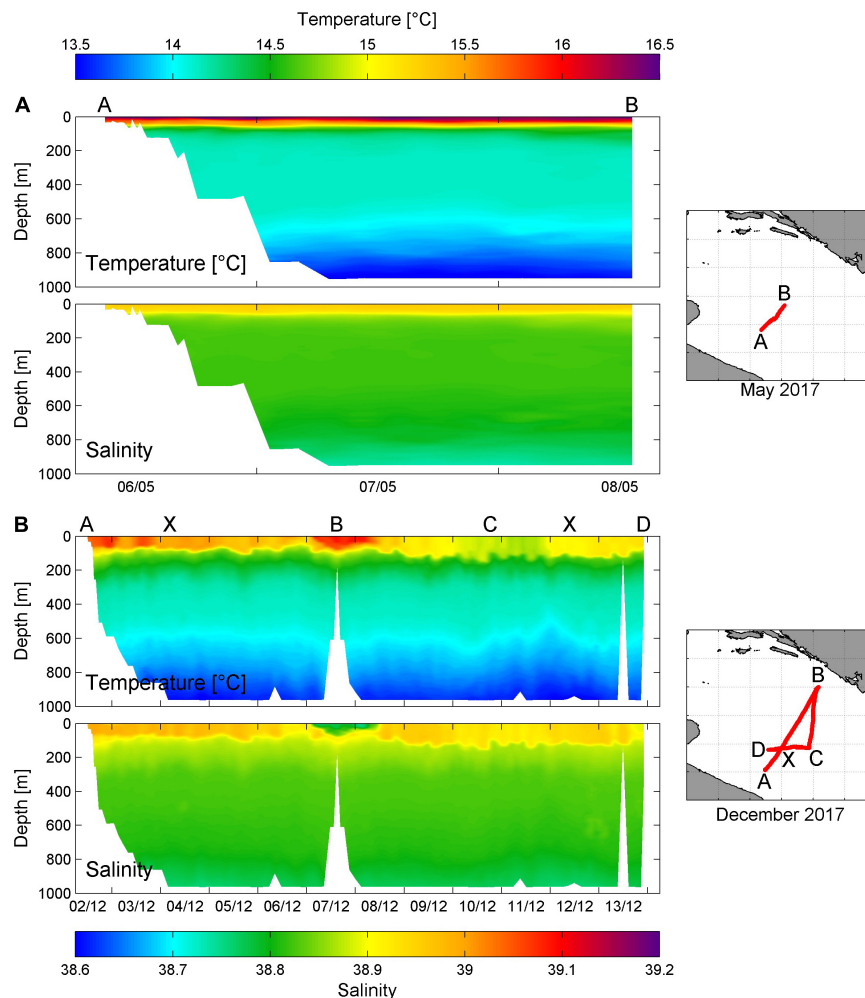 Temperature [°C]
13.5 14 14.5 15 15.5 16 16.5
A
A B
0
200
400
600
800
1000
Depth [m]
Temperature [°C]
0
200
400
600
800
1000
Depth [m]
Salinity
06/05 07/05 08/05
B
A
May 2017
B
A X B C X D
0
200
400
600
800
1000
Depth [m]
Temperature [°C]
0
200
400
600
800
1000
Depth [m]
Salinity
02/12 03/12 04/12 05/12 06/12 07/12 08/12 09/12 10/12 11/12 12/12 13/12
B
D X C
A
December 2017
38.6 38.7 38.8 38.9 39 39.1 39.2
Salinity